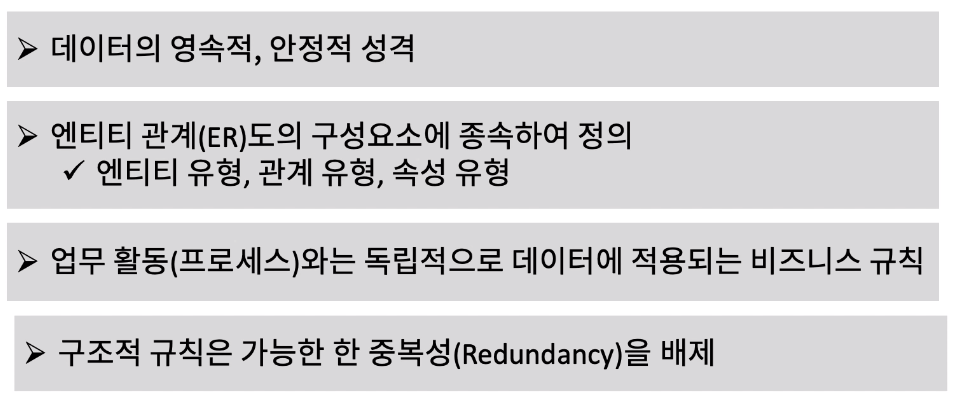 ➢ 데이터의 영속적, 안정적 성격
➢ 엔티티 관계(ER)도의 구성요소에 종속하여 정의
✓ 엔티티 유형, 관계 유형, 속성 유형
➢ 업무 활동(프로세스)와는 독립적으로 데이터에 적용되는 비즈니스 규칙
➢ 구조적 규칙은 가능한 한 중복성(Redundancy)을 배제